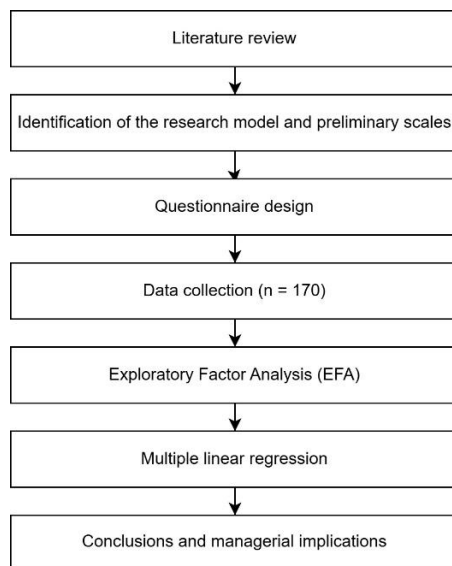 Literature review
Identification of the research model and preliminary scales
Questionnaire design
Data collection (n = 170)
Exploratory Factor Analysis (EFA)
Multiple linear regression
Conclusions and managerial implications